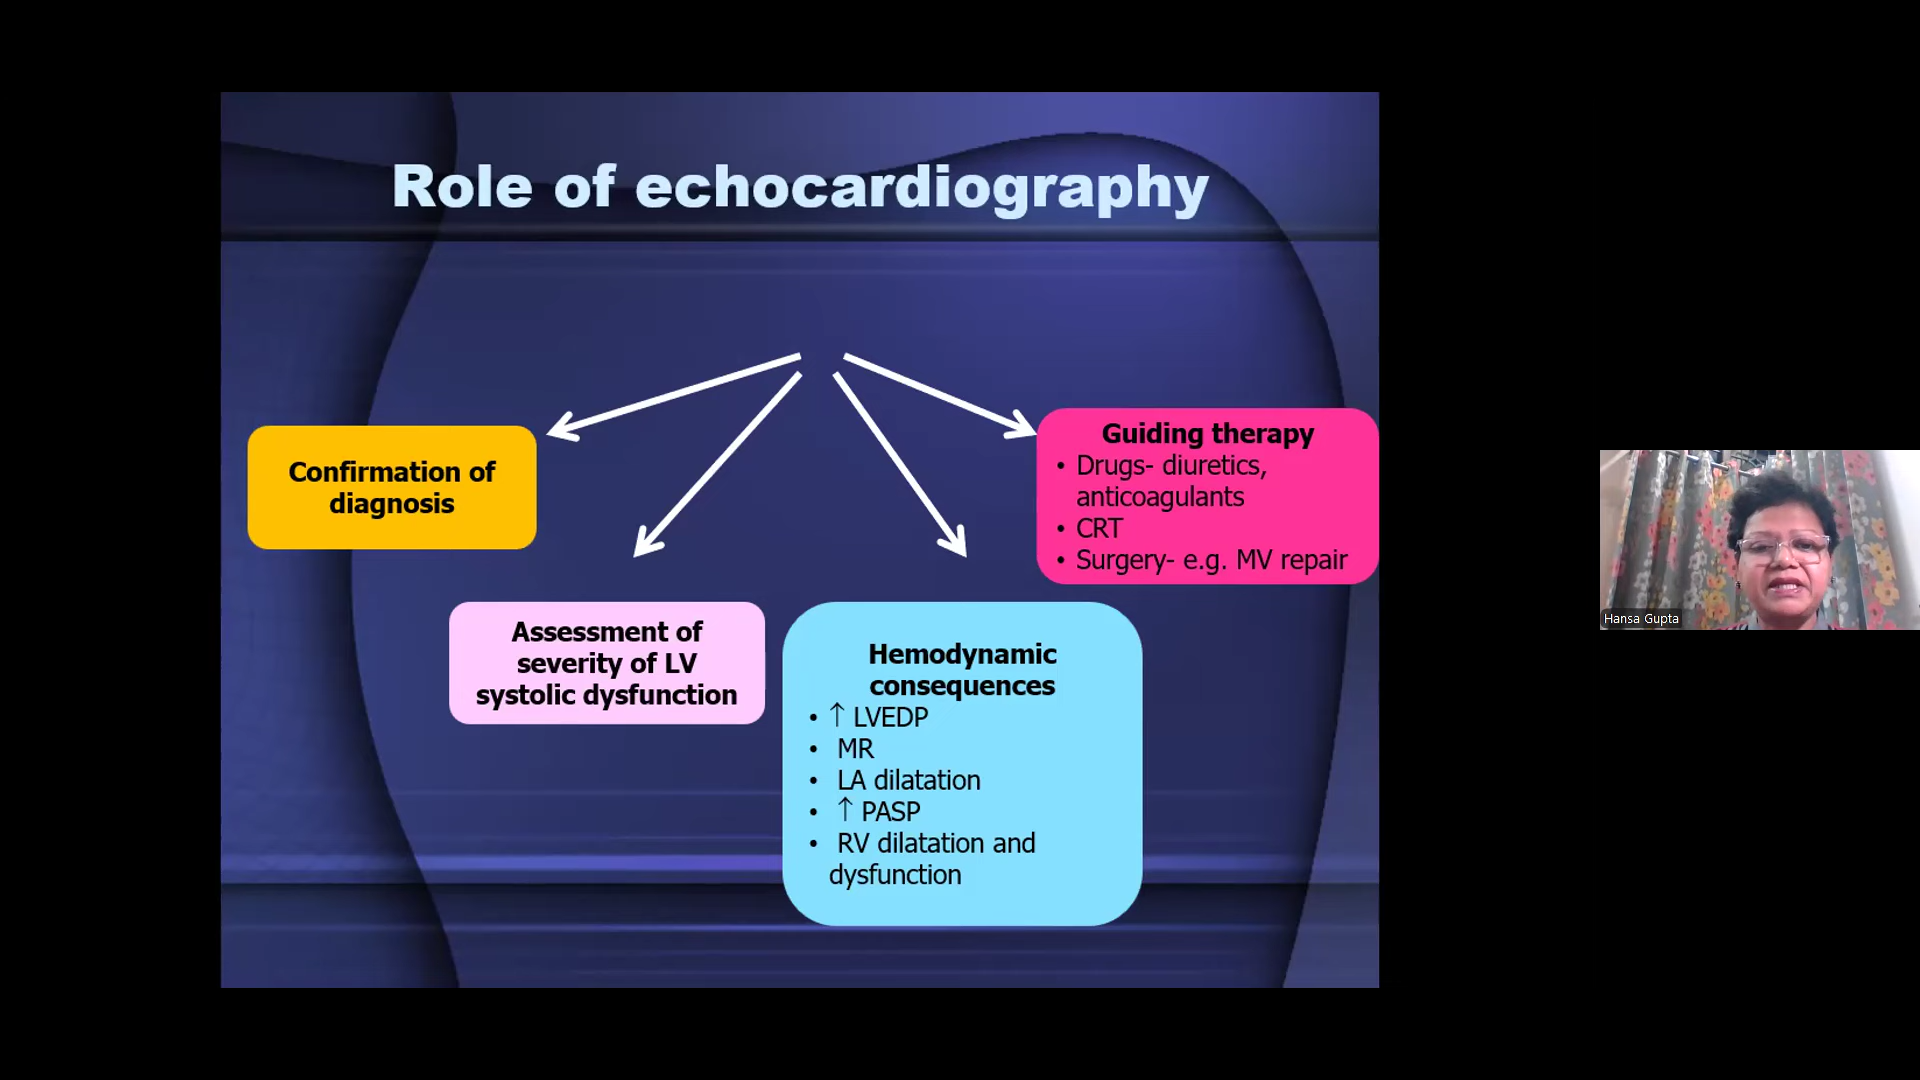 Role of echocardiography
Confirmation of
diagnosis
Assessment of
severity of LV
systolic dysfunction
Hemodynamic
consequences
• ↑ LVEDP
• MR
• LA dilatation
• ↑ PASP
• RV dilatation and
dysfunction
Guiding therapy
• Drugs- diuretics,
anticoagulants
• CRT
• Surgery- e.g. MV repair
Hansa Gupta